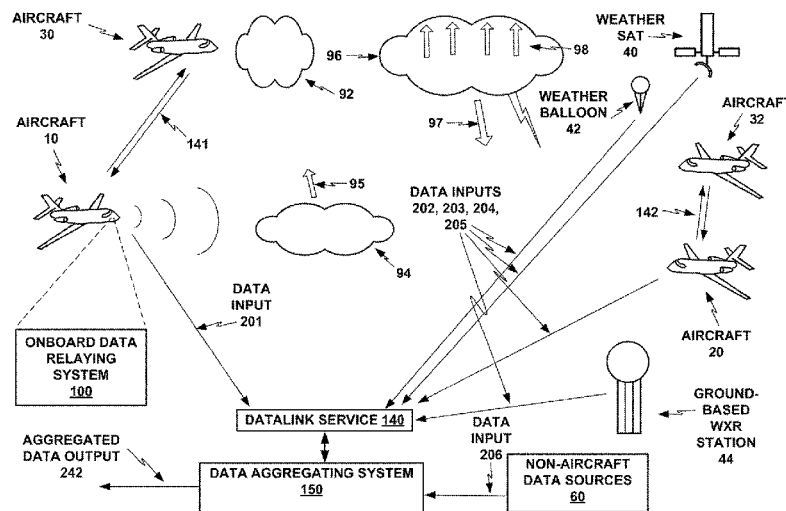 AIRCRAFT
30
96
98
92
WEATHER
SAT
40
WEATHER
BALLOON
42
AIRCRAFT
32
AIRCRAFT
10
141
97
95
94
DATA INPUTS
202, 203, 204,
205
142
DATA
INPUT
201
AIRCRAFT
20
ONBOARD DATA
RELAYING
SYSTEM
100
DATALINK SERVICE 140
DATA
INPUT
206
GROUND-
BASED
WXR
STATION
44
AGGREGATED
DATA OUTPUT
242
DATA AGGREGATING SYSTEM
150
NON-AIRCRAFT
DATA SOURCES
60